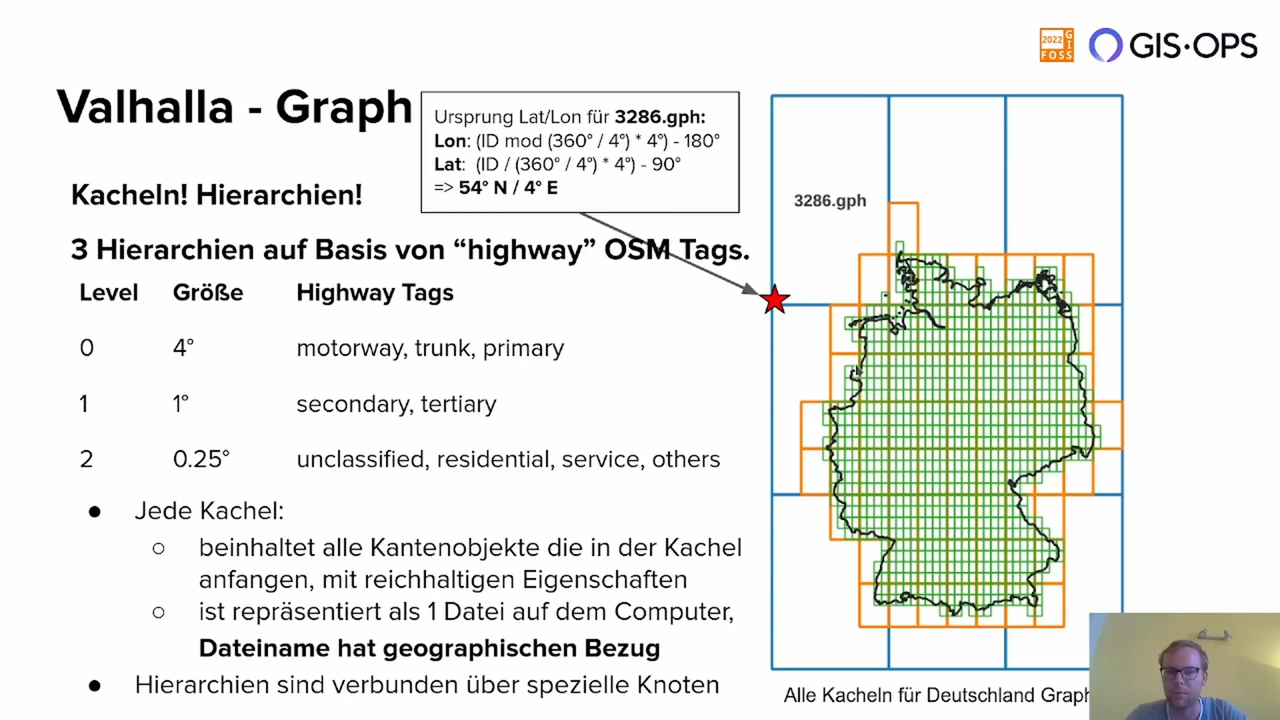 2022
G
I
FOSS
GIS·OPS
Valhalla - Graph
Ursprung Lat/Lon für 3286.gph:
Lon: (ID mod (360° / 4°) * 4°) - 180°
Lat: (ID / (360° / 4°) * 4°) - 90°
=> 54° N / 4° E
Kacheln! Hierarchien!
3 Hierarchien auf Basis von “highway” OSM Tags.
Level Größe Highway Tags
0 4° motorway, trunk, primary
1 1° secondary, tertiary
2 0.25° unclassified, residential, service, others
● Jede Kachel:
○ beinhaltet alle Kantenobjekte die in der Kachel
anfangen, mit reichhaltigen Eigenschaften
○ ist repräsentiert als 1 Datei auf dem Computer,
Dateiname hat geographischen Bezug
● Hierarchien sind verbunden über spezielle Knoten
3286.gph
Alle Kacheln für Deutschland Graph